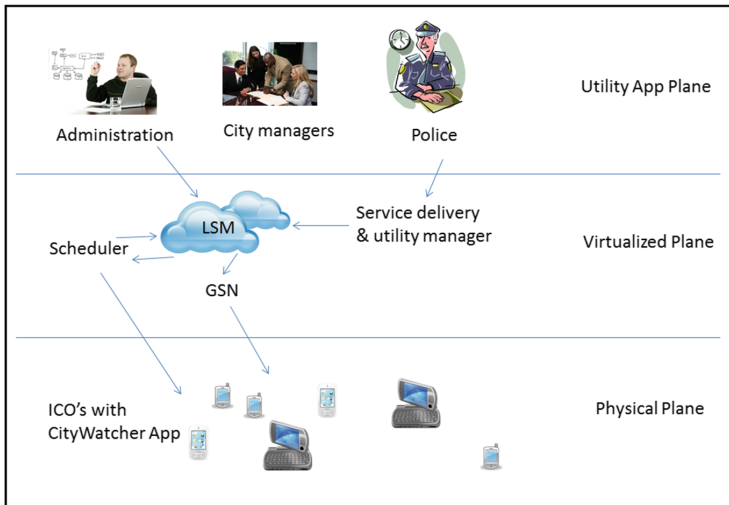 Utility App Plane
Administration
City managers
Police
LSM
Service delivery
& utility manager
Scheduler
Virtualized Plane
GSN
ICO's with
CityWatcher App
Physical Plane